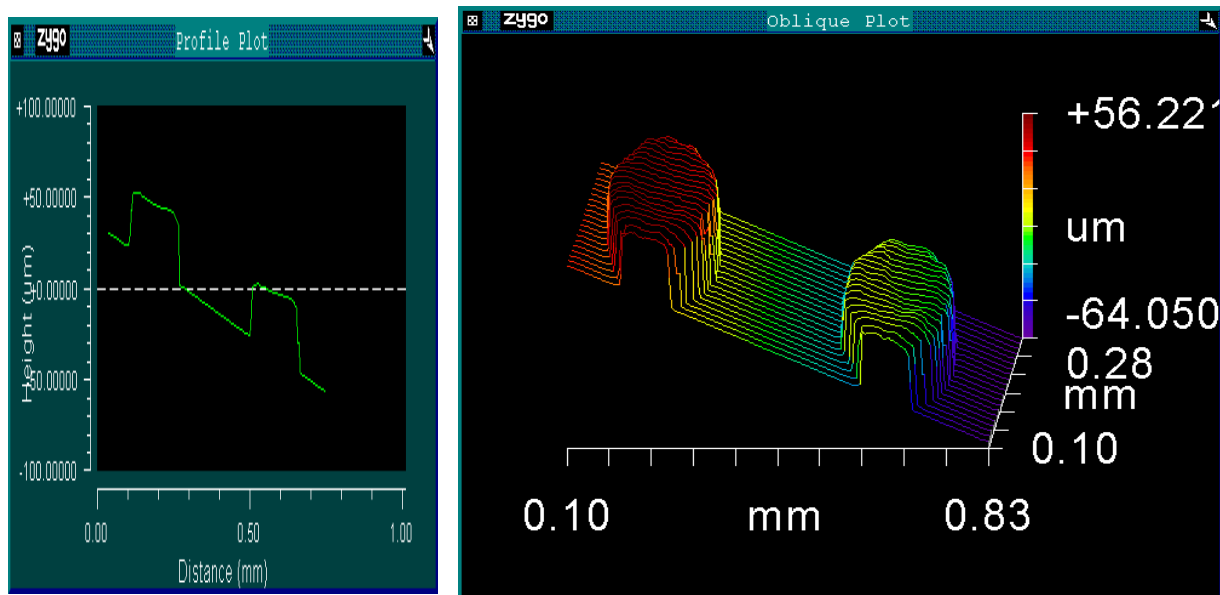 zygo
Profile Plot
+100.00000
+50.00000
+0.00000
-50.00000
-100.00000
Height (µm)
0.00
0.50
1.00
Distance (mm)
zygo
Oblique Plot
+56.221
um
-64.050
0.28
mm
0.10
0.10
mm
0.83